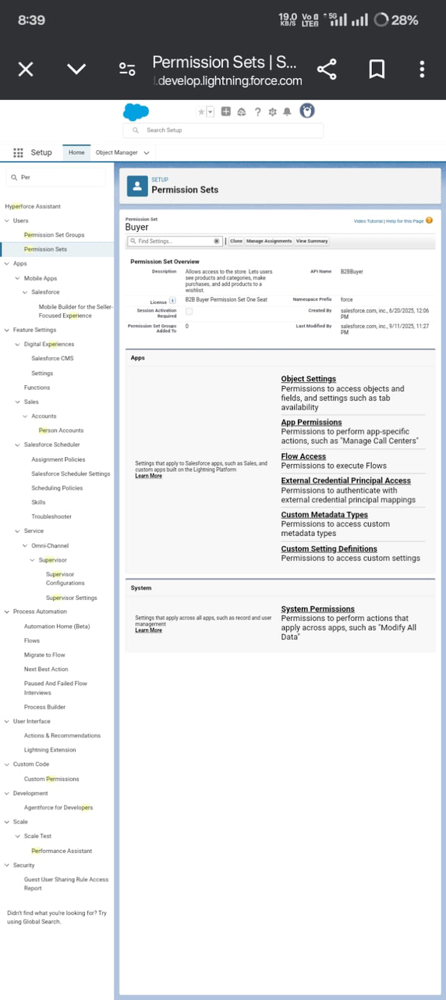 8:39
19.0 KB/S Vo LTE 5G 28%
Permission Sets | S...
l.develop.lightning.force.com
Search Setup
Setup
Home
Object Manager
Per
Hyperforce Assistant
Users
Permission Set Groups
Permission Sets
Apps
Mobile Apps
Salesforce
Mobile Builder for the Seller-
Focused Experience
Feature Settings
Digital Experiences
Salesforce CMS
Settings
Functions
Sales
Accounts
Person Accounts
Salesforce Scheduler
Assignment Policies
Salesforce Scheduler Settings
Scheduling Policies
Skills
Troubleshooter
Service
Omni-Channel
Supervisor
Supervisor
Configurations
Supervisor Settings
Process Automation
Automation Home (Beta)
Flows
Migrate to Flow
Next Best Action
Paused And Failed Flow
Interviews
Process Builder
User Interface
Actions & Recommendations
Lightning Extension
Custom Code
Custom Permissions
Development
Agentforce for Developers
Scale
Scale Test
Performance Assistant
Security
Guest User Sharing Rule Access
Report
Didn't find what you're looking for? Try
using Global Search.
SETUP
Permission Sets
Permission Set
Buyer
Video Tutorial | Help for this Page
Find Settings...
Clone
Manage Assignments
View Summary
Permission Set Overview
Description
Allows access to the store. Lets users
see products and categories, make
purchases, and add products to a
wishlist.
API Name
B2BBuyer
License
B2B Buyer Permission Set One Seat
Namespace Prefix
force
Session Activation
Required
Created By
salesforce.com, inc., 6/20/2025, 12:06
PM
Permission Set Groups
Added To
0
Last Modified By
salesforce.com, inc., 9/11/2025, 11:27
PM
Apps
Settings that apply to Salesforce apps, such as Sales, and
custom apps built on the Lightning Platform
Learn More
Object Settings
Permissions to access objects and
fields, and settings such as tab
availability
App Permissions
Permissions to perform app-specific
actions, such as "Manage Call Centers"
Flow Access
Permissions to execute Flows
External Credential Principal Access
Permissions to authenticate with
external credential principal mappings
Custom Metadata Types
Permissions to access custom
metadata types
Custom Setting Definitions
Permissions to access custom settings
System
Settings that apply across all apps, such as record and user
management
Learn More
System Permissions
Permissions to perform actions that
apply across apps, such as "Modify All
Data"